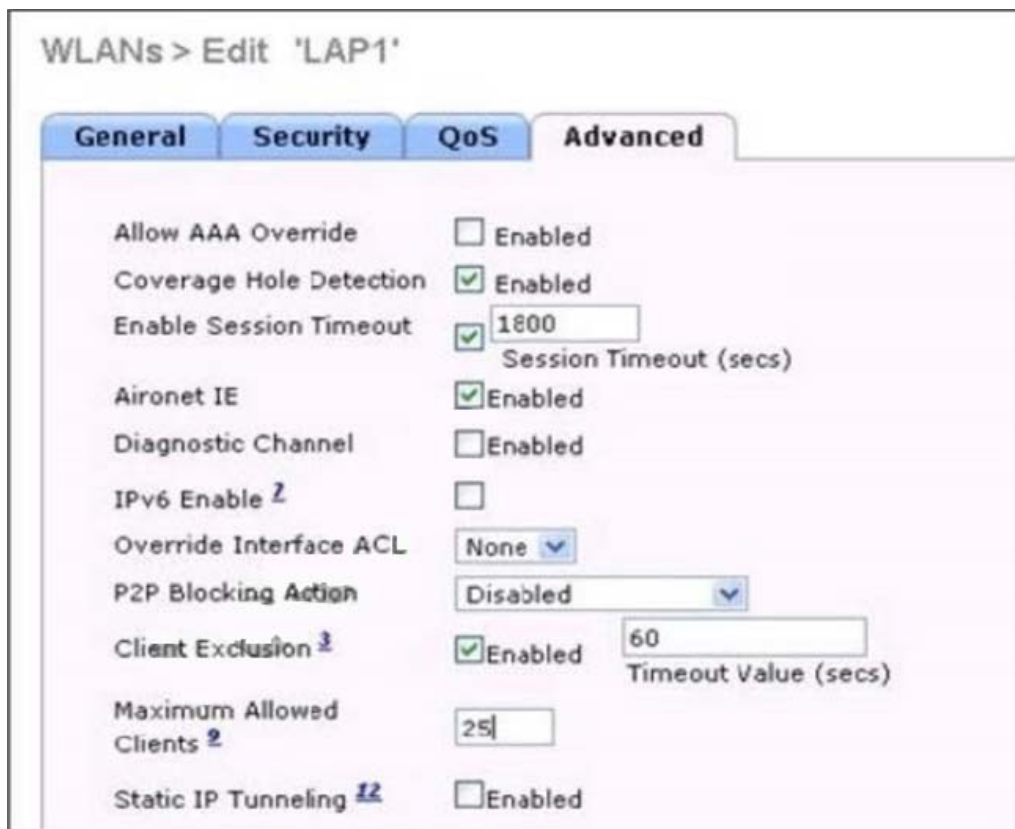 WLANs > Edit 'LAP1'
General Security QoS Advanced
Allow AAA Override Enabled
Coverage Hole Detection Enabled
Enable Session Timeout 1800
Session Timeout (secs)
Aironet IE Enabled
Diagnostic Channel Enabled
IPv6 Enable 7
Override Interface ACL None
P2P Blocking Action Disabled
Client Exclusion 3 Enabled 60
Timeout Value (secs)
Maximum Allowed
Clients 9 25
Static IP Tunneling 12 Enabled